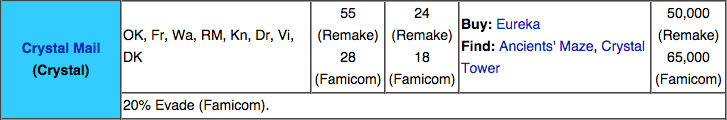 Crystal Mail
(Crystal)
OK, Fr, Wa, RM, Kn, Dr, Vi,
DK
55
(Remake)
28
(Famicom)
24
(Remake)
18
(Famicom)
Buy: Eureka
Find: Ancients' Maze, Crystal
Tower
50,000
(Remake)
65,000
(Famicom)
20% Evade (Famicom).